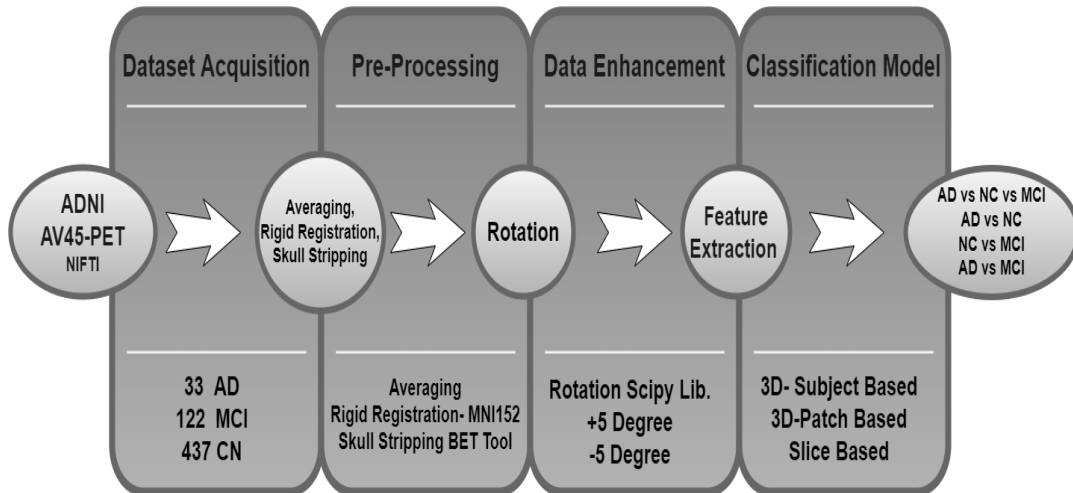 Dataset Acquisition
Pre-Processing
Data Enhancement
Classification Model
ADNI
AV45-PET
NIFTI
Averaging,
Rigid Registration,
Skull Stripping
Rotation
Feature
Extraction
AD vs NC vs MCI
AD vs NC
NC vs MCI
AD vs MCI
33 AD
122 MCI
437 CN
Averaging
Rigid Registration- MNI152
Skull Stripping BET Tool
Rotation Scipy Lib.
+5 Degree
-5 Degree
3D- Subject Based
3D-Patch Based
Slice Based